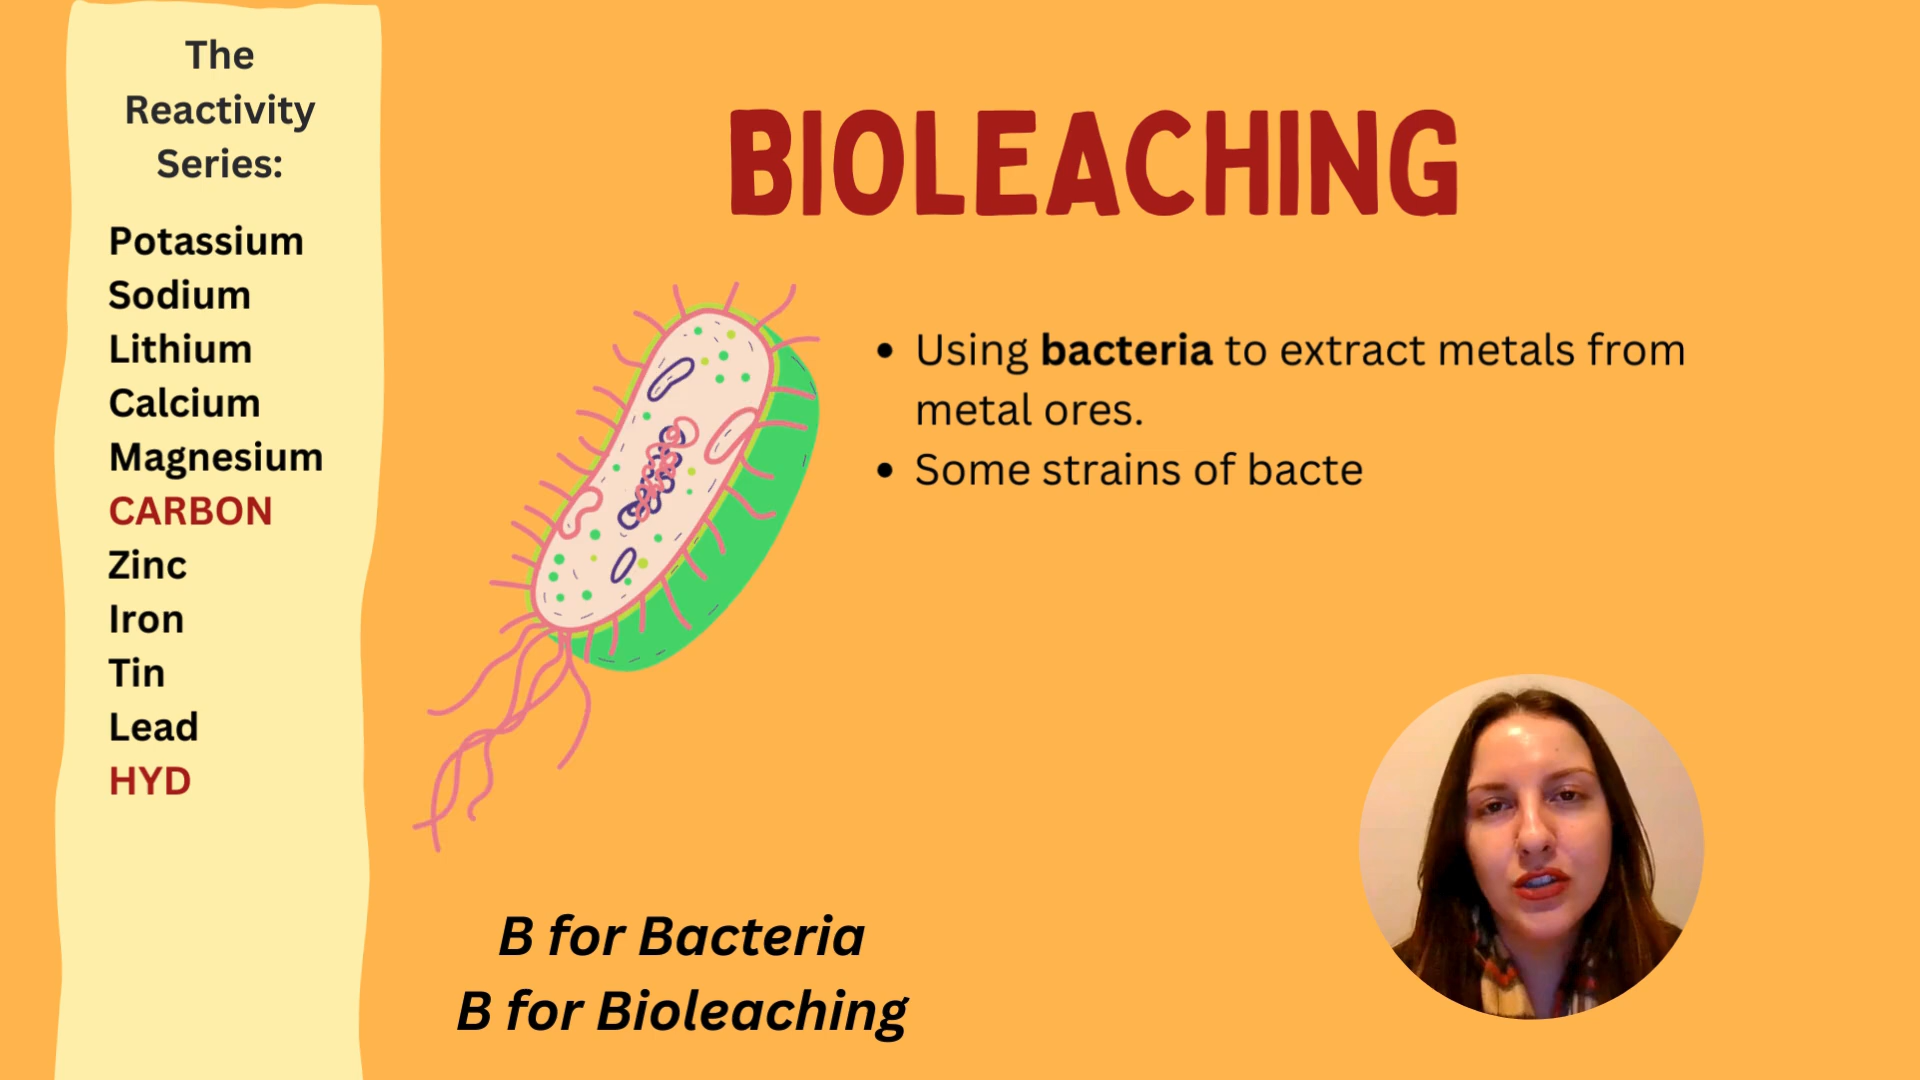 The
Reactivity
Series:
Potassium
Sodium
Lithium
Calcium
Magnesium
CARBON
Zinc
Iron
Tin
Lead
HYD
BIOLEACHING
• Using bacteria to extract metals from
metal ores.
• Some strains of bacte
B for Bacteria
B for Bioleaching